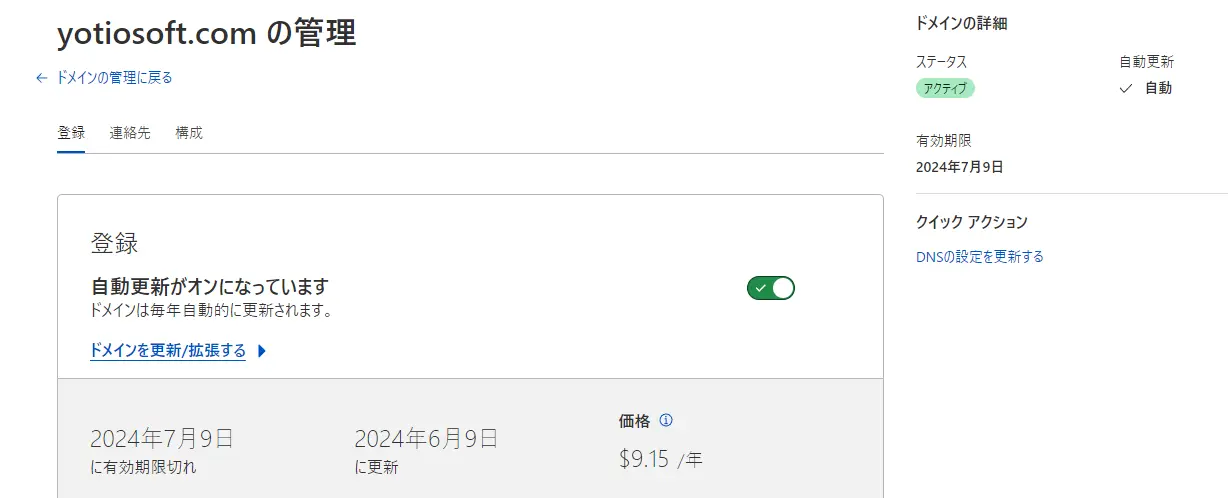 yotiosoft.com の管理
← ドメインの管理に戻る
登録 連絡先 構成
登録
自動更新がオンになっています
ドメインは毎年自動的に更新されます。
ドメインを更新/拡張する
2024年7月9日
に有効期限切れ
2024年6月9日
に更新
価格
$9.15 /年
ドメインの詳細
ステータス
アクティブ
自動更新
自動
有効期限
2024年7月9日
クイック アクション
DNSの設定を更新する